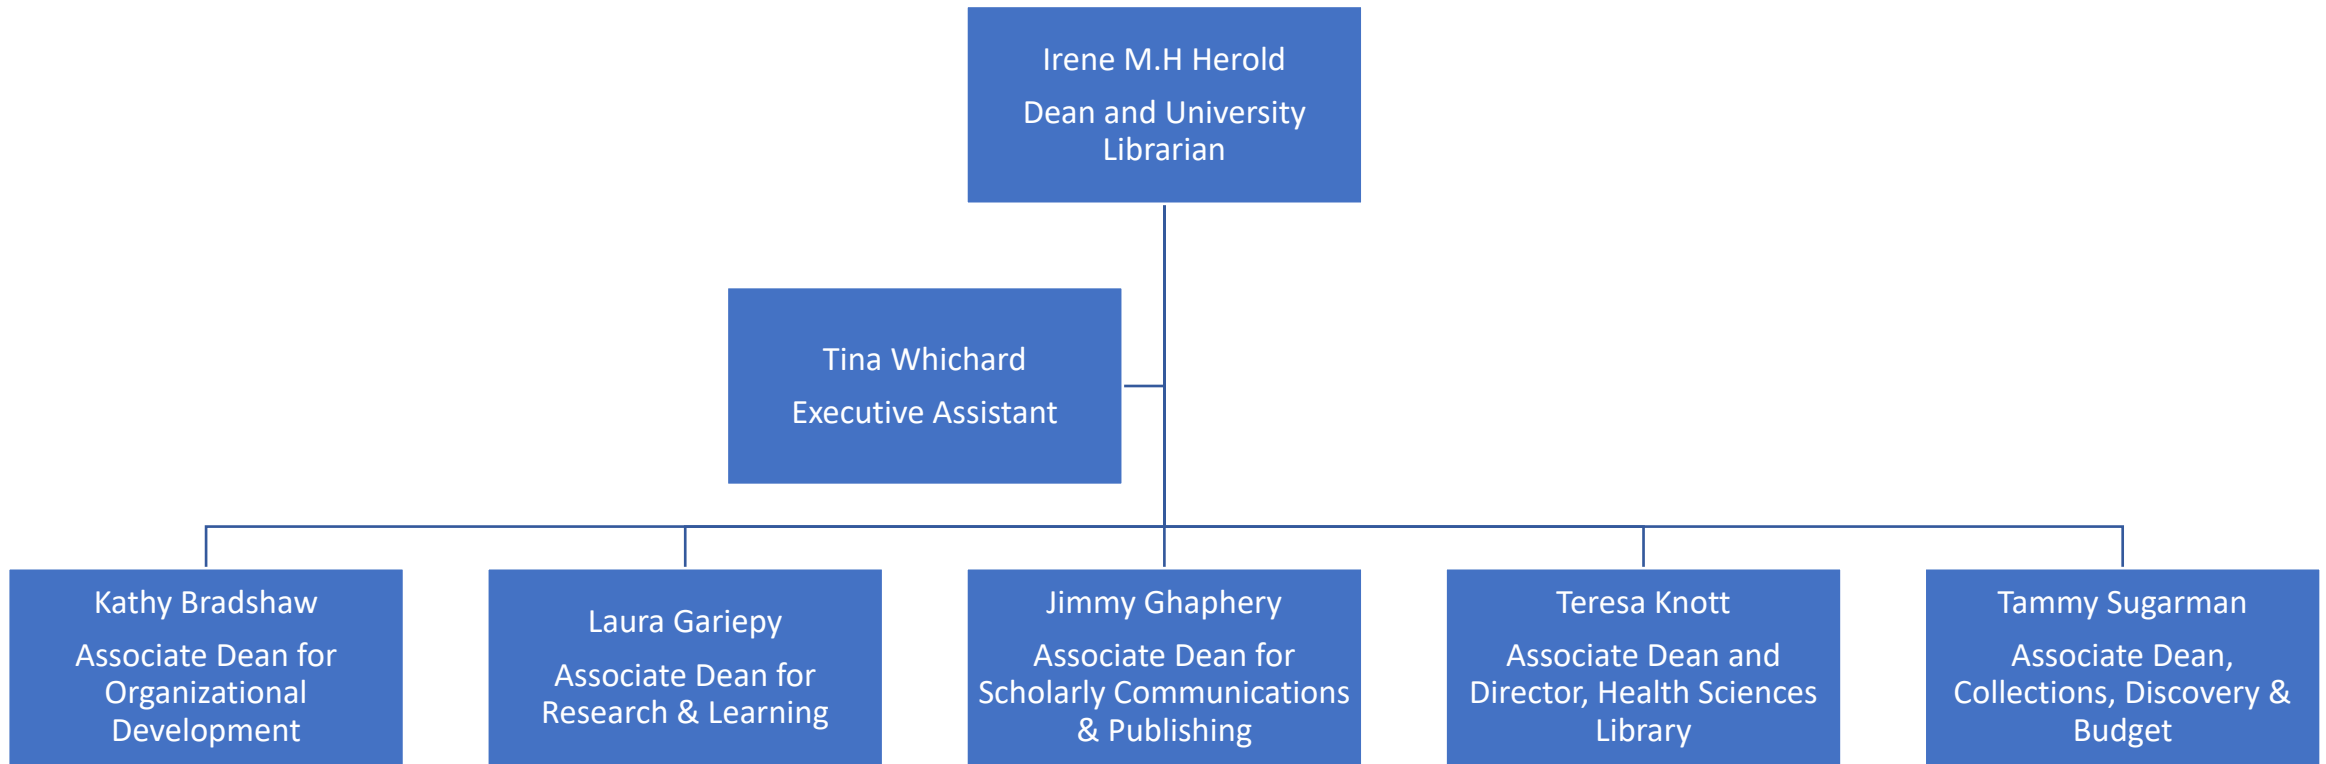 Irene M.H Herold
Dean and University
Librarian
Tina Whichard
Executive Assistant
Kathy Bradshaw
Associate Dean for
Organizational
Development
Laura Gariepy
Associate Dean for
Research & Learning
Jimmy Ghaphery
Associate Dean for
Scholarly Communications
& Publishing
Teresa Knott
Associate Dean and
Director, Health Sciences
Library
Tammy Sugarman
Associate Dean,
Collections, Discovery &
Budget